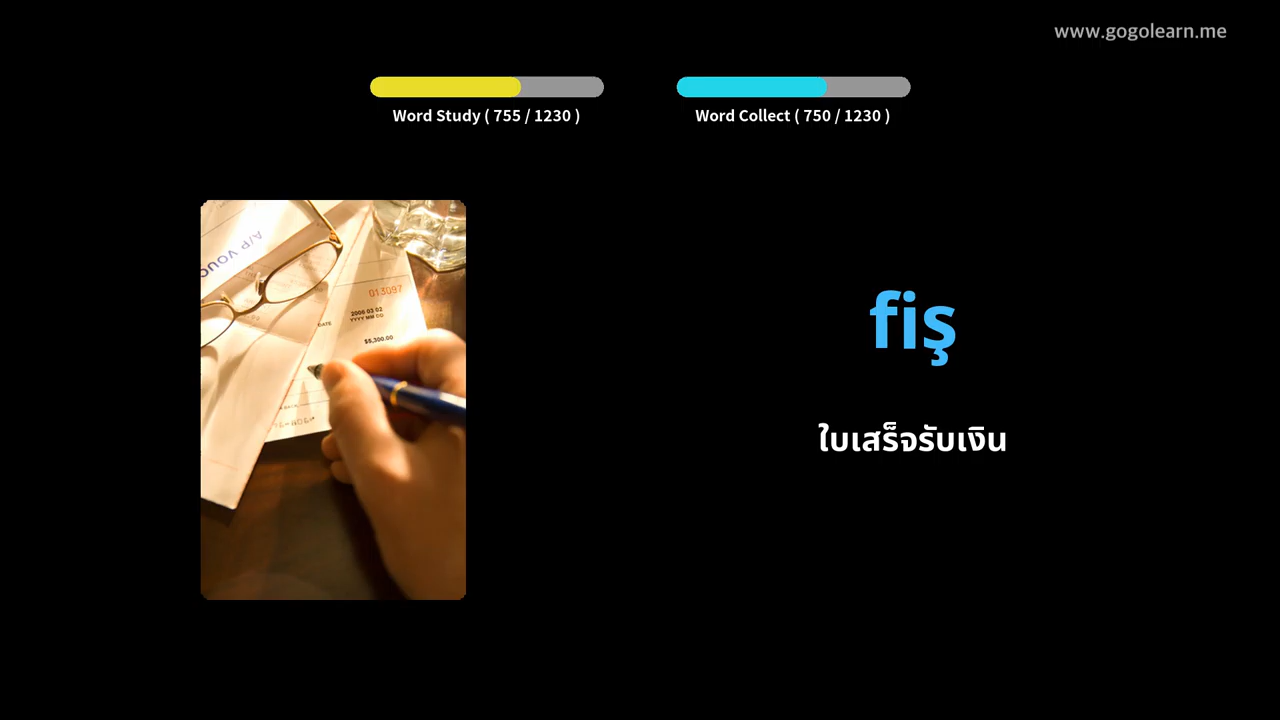 www.gogolearn.me
Word Study ( 755 / 1230 )
Word Collect ( 750 / 1230 )
A/P VOUC
013097
DATE
2006 03 02
YYYY MM DD
$5,300.00
fiş
ใบเสร็จรับเงิน